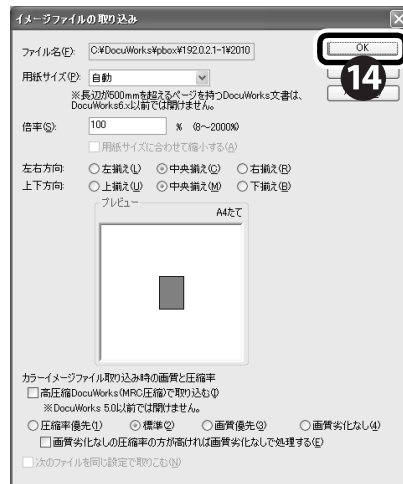 イメージファイルの取り込み
ファイル名(F): C:¥DocuWorks¥pbox¥192.0.2.1-1¥2010
OK
14
用紙サイズ(P): 自動
※長辺が600mmを超えるページを持つDocuWorks文書は、
DocuWorks6.x以前では開けません。
倍率(S): 100 % (8～2000%)
用紙サイズに合わせて縮小する(A)
左右方向: 左揃え(L) 中央揃え(C) 右揃え(R)
上下方向: 上揃え(U) 中央揃え(M) 下揃え(B)
プレビュー
A4たて
カラーイメージファイル取り込み時の画質と圧縮率
高圧縮DocuWorks(MRC圧縮)で取り込む(I)
※DocuWorks 5.0以前では開けません。
圧縮率優先(1) 標準(2) 画質優先(3) 画質劣化なし(4)
画質劣化なしの圧縮率の方が高ければ画質劣化なしで処理する(E)
次のファイルを同じ設定で取りこむ(N)